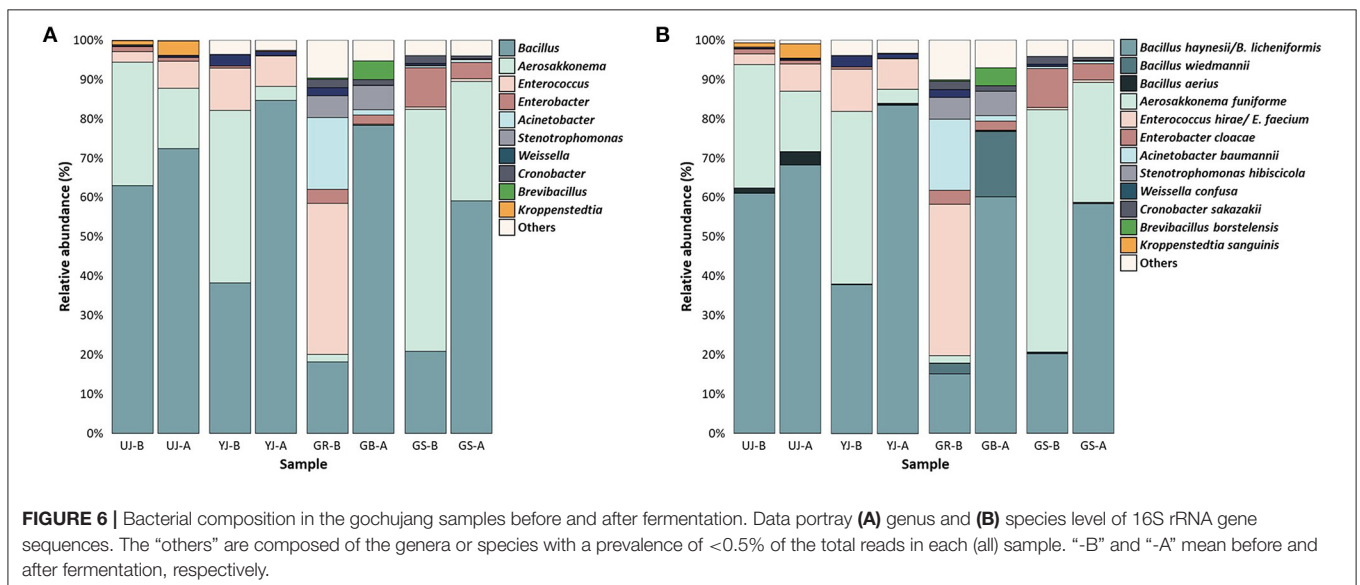 A
Relative abundance (%)
100%
90%
80%
70%
60%
50%
40%
30%
20%
10%
0%
UJ-B UJ-A YJ-B YJ-A GR-B GB-A GS-B GS-A
Sample
Bacillus
Aerosakkonema
Enterococcus
Enterobacter
Acinetobacter
Stenotrophomonas
Weissella
Cronobacter
Brevibacillus
Kroppenstedtia
Others
B
Relative abundance (%)
100%
90%
80%
70%
60%
50%
40%
30%
20%
10%
0%
UJ-B UJ-A YJ-B YJ-A GR-B GB-A GS-B GS-A
Sample
Bacillus haynesii/B. licheniformis
Bacillus wiedmannii
Bacillus aerius
Aerosakkonema funiforme
Enterococcus hirae/ E. faecium
Enterobacter cloacae
Acinetobacter baumannii
Stenotrophomonas hibiscicola
Weissella confusa
Cronobacter sakazakii
Brevibacillus borstelensis
Kroppenstedtia sanguinis
Others
FIGURE 6 | Bacterial composition in the gochujang samples before and after fermentation. Data portray (A) genus and (B) species level of 16S rRNA gene
sequences. The “others” are composed of the genera or species with a prevalence of <0.5% of the total reads in each (all) sample. “-B” and “-A” mean before and
after fermentation, respectively.